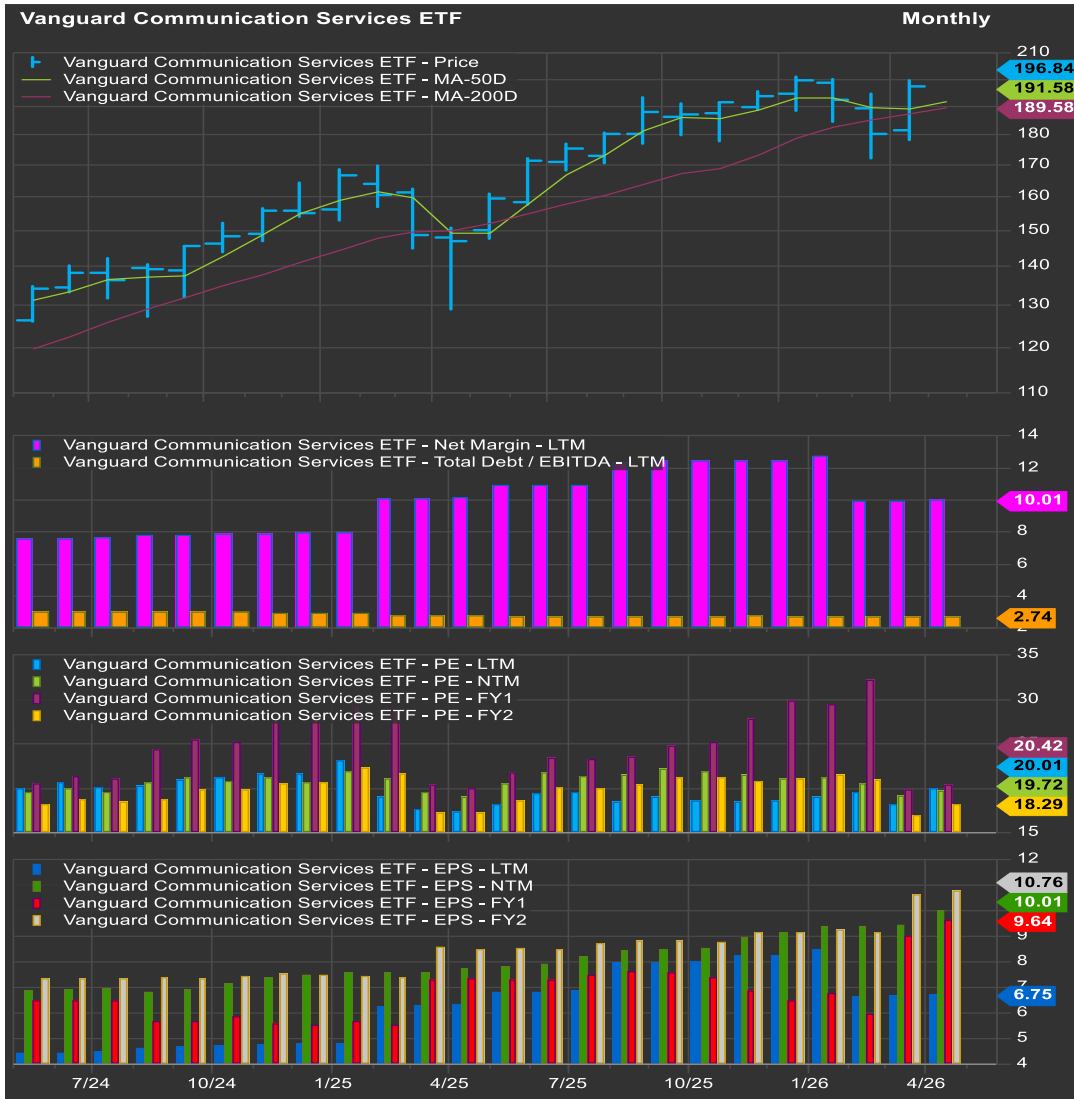 Vanguard Communication Services ETF Monthly
Vanguard Communication Services ETF - Price
Vanguard Communication Services ETF - MA-50D
Vanguard Communication Services ETF - MA-200D
210
196.84
191.58
189.58
180
170
160
150
140
130
120
110
Vanguard Communication Services ETF - Net Margin - LTM
Vanguard Communication Services ETF - Total Debt / EBITDA - LTM
14
12
10.01
8
6
4
2.74
2
Vanguard Communication Services ETF - PE - LTM
Vanguard Communication Services ETF - PE - NTM
Vanguard Communication Services ETF - PE - FY1
Vanguard Communication Services ETF - PE - FY2
35
30
20.42
20.01
19.72
18.29
15
Vanguard Communication Services ETF - EPS - LTM
Vanguard Communication Services ETF - EPS - NTM
Vanguard Communication Services ETF - EPS - FY1
Vanguard Communication Services ETF - EPS - FY2
12
10.76
10.01
9.64
9
8
7
6.75
6
5
4
7/24 10/24 1/25 4/25 7/25 10/25 1/26 4/26